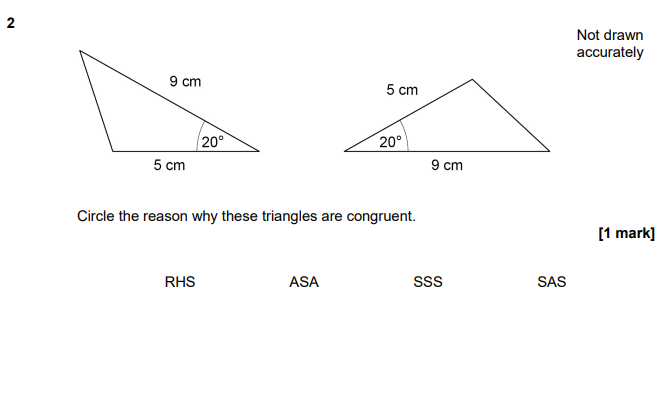 2
Not drawn
accurately
9 cm
20°
5 cm
5 cm
20°
9 cm
Circle the reason why these triangles are congruent.
[1 mark]
RHS ASA SSS SAS